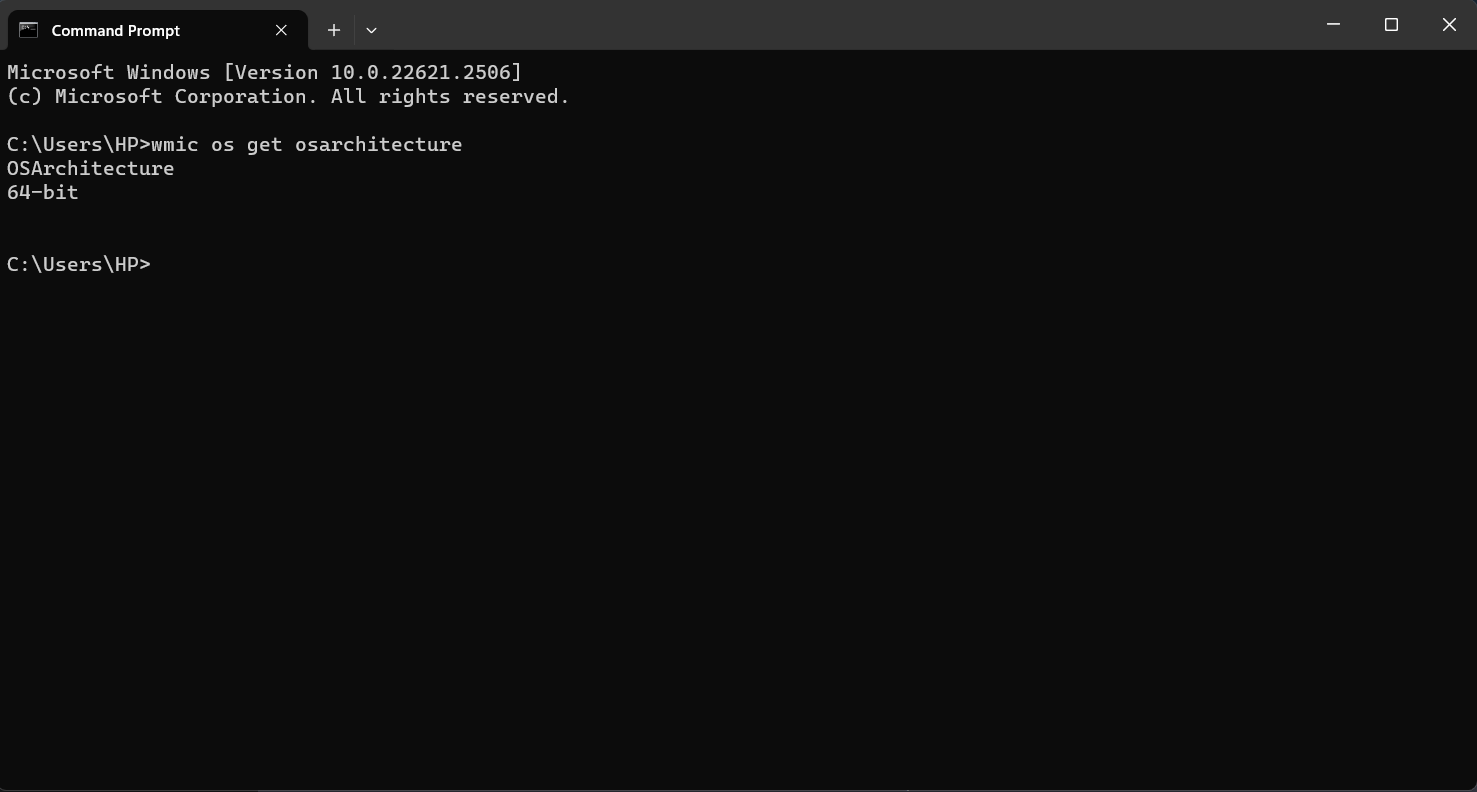 Command Prompt
Microsoft Windows [Version 10.0.22621.2506]
(c) Microsoft Corporation. All rights reserved.
C:\Users\HP>wmic os get osarchitecture
OSArchitecture
64-bit
C:\Users\HP>